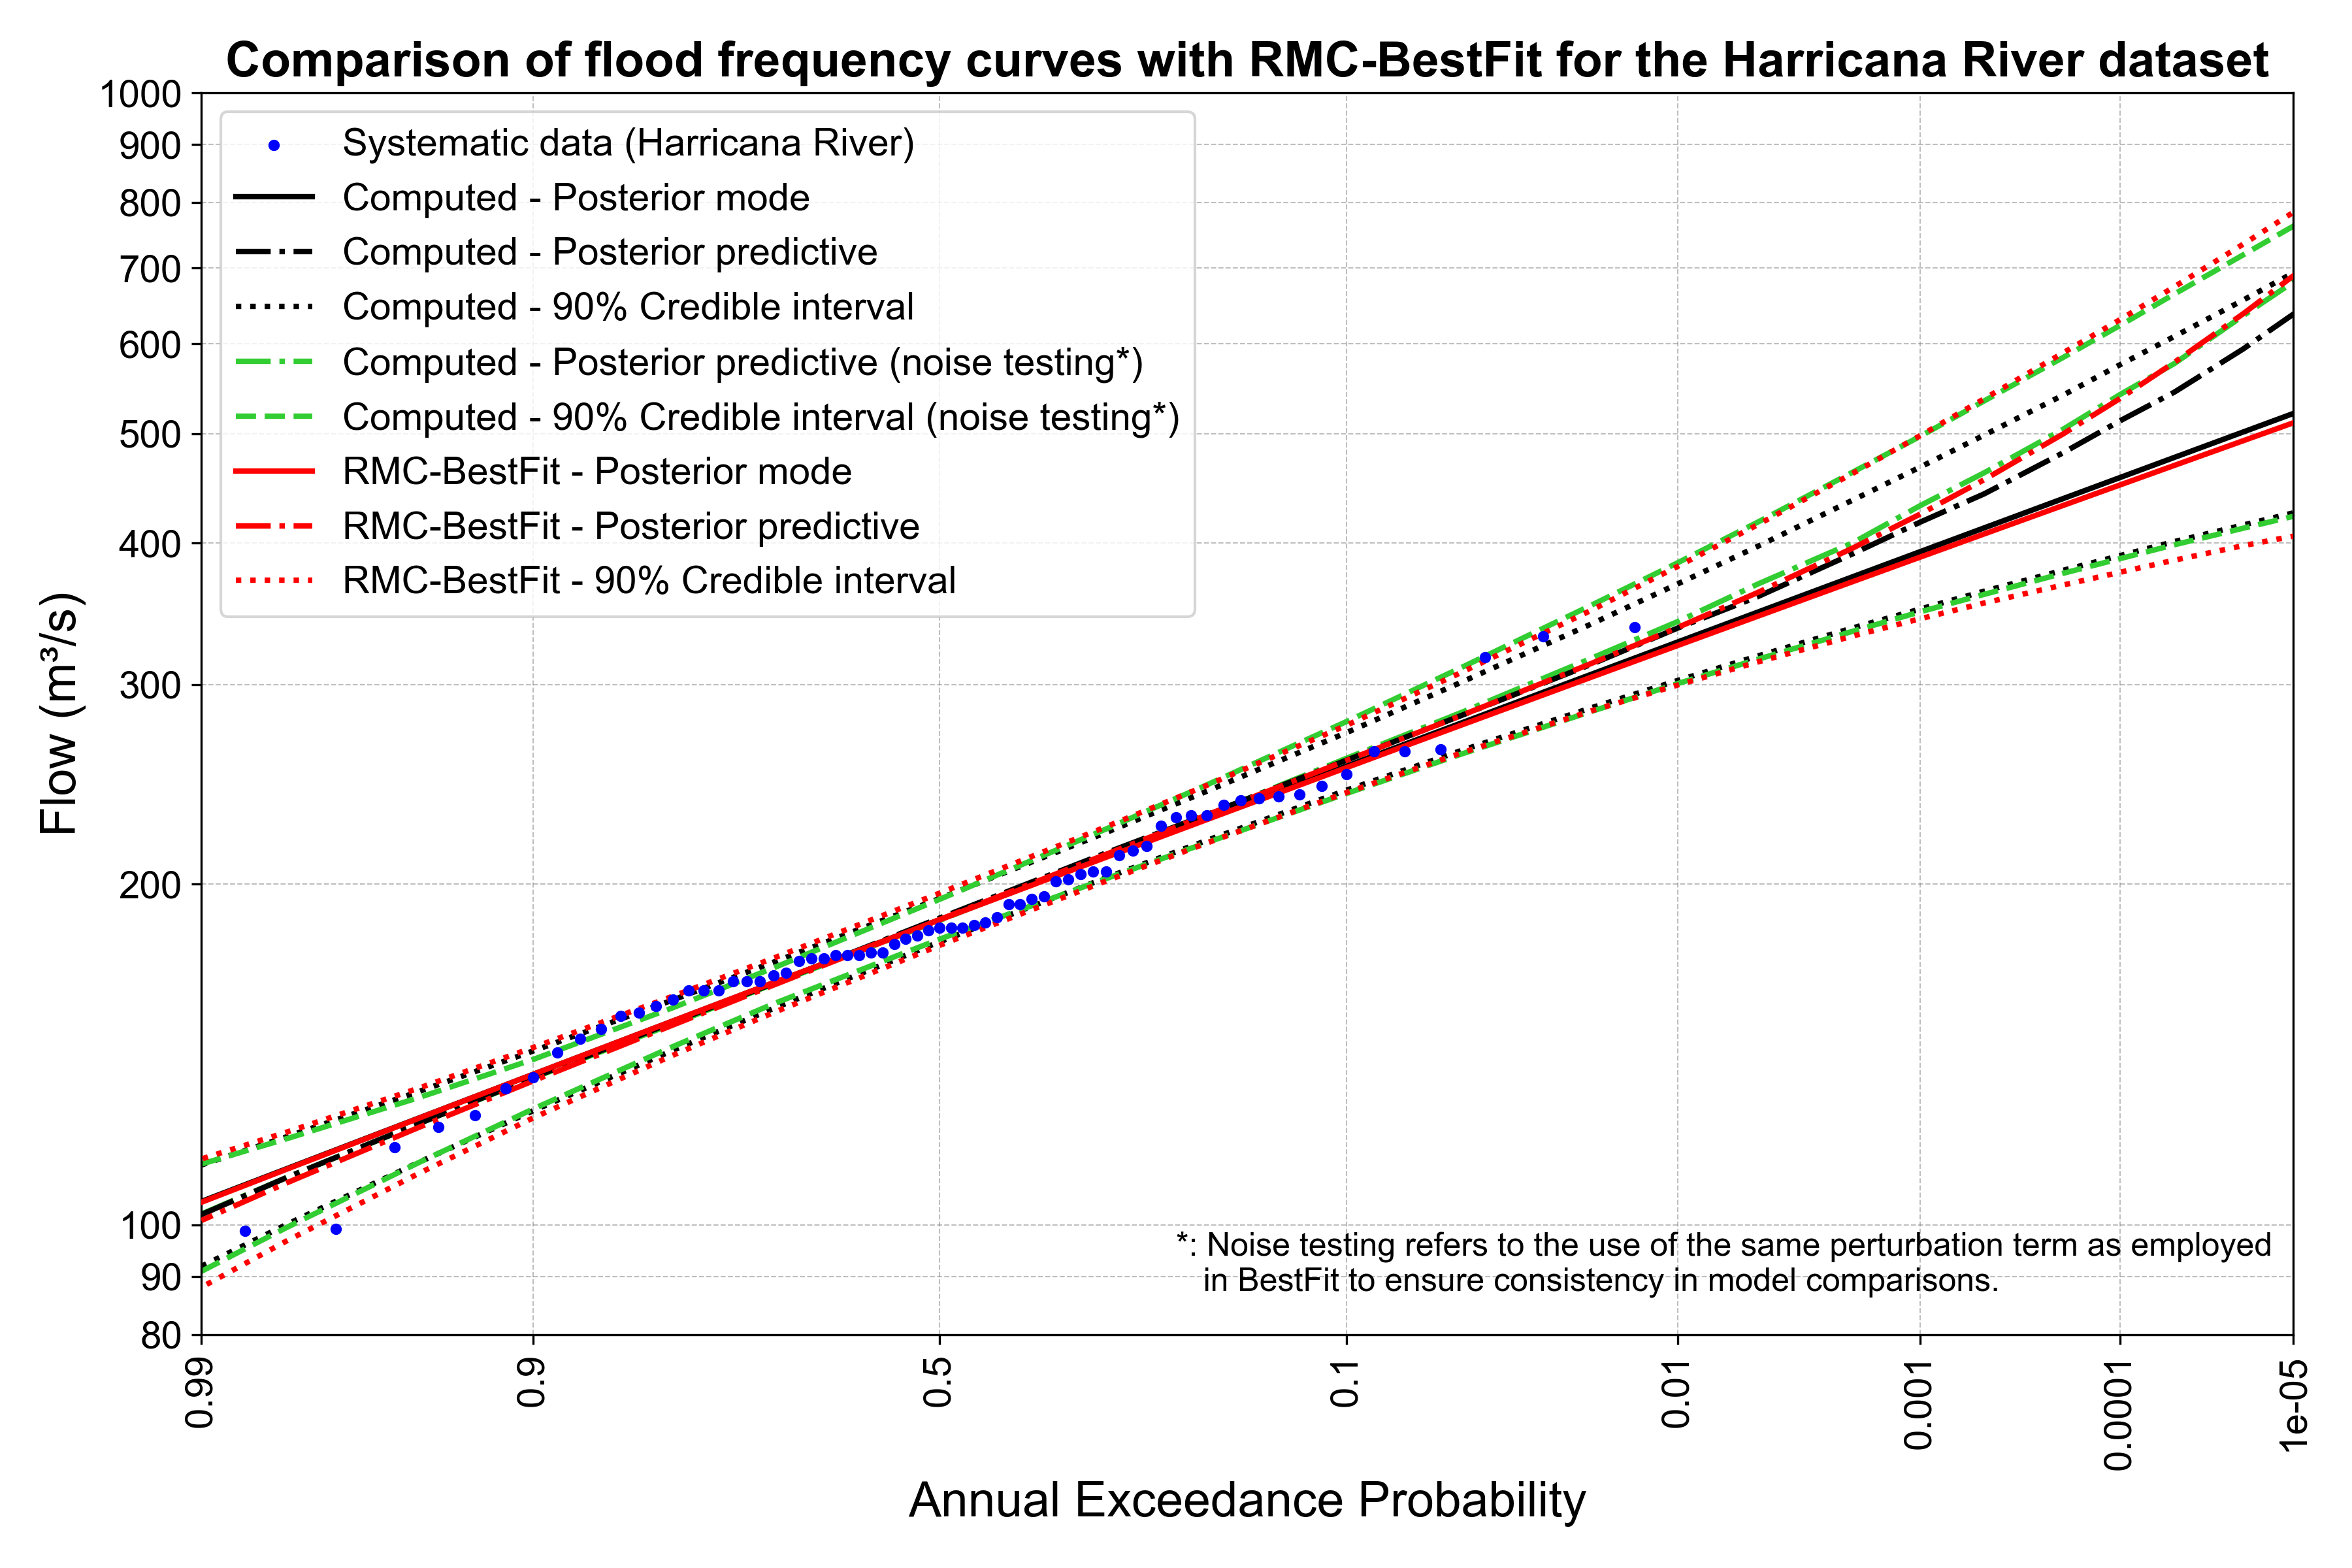 Comparison of flood frequency curves with RMC-BestFit for the Harricana River dataset
1000
900
800
700
600
500
400
300
200
100
90
80
Flow (m³/s)
Systematic data (Harricana River)
Computed - Posterior mode
Computed - Posterior predictive
Computed - 90% Credible interval
Computed - Posterior predictive (noise testing*)
Computed - 90% Credible interval (noise testing*)
RMC-BestFit - Posterior mode
RMC-BestFit - Posterior predictive
RMC-BestFit - 90% Credible interval
*: Noise testing refers to the use of the same perturbation term as employed
in BestFit to ensure consistency in model comparisons.
0.99
0.9
0.5
0.1
0.01
0.001
0.0001
1e-05
Annual Exceedance Probability